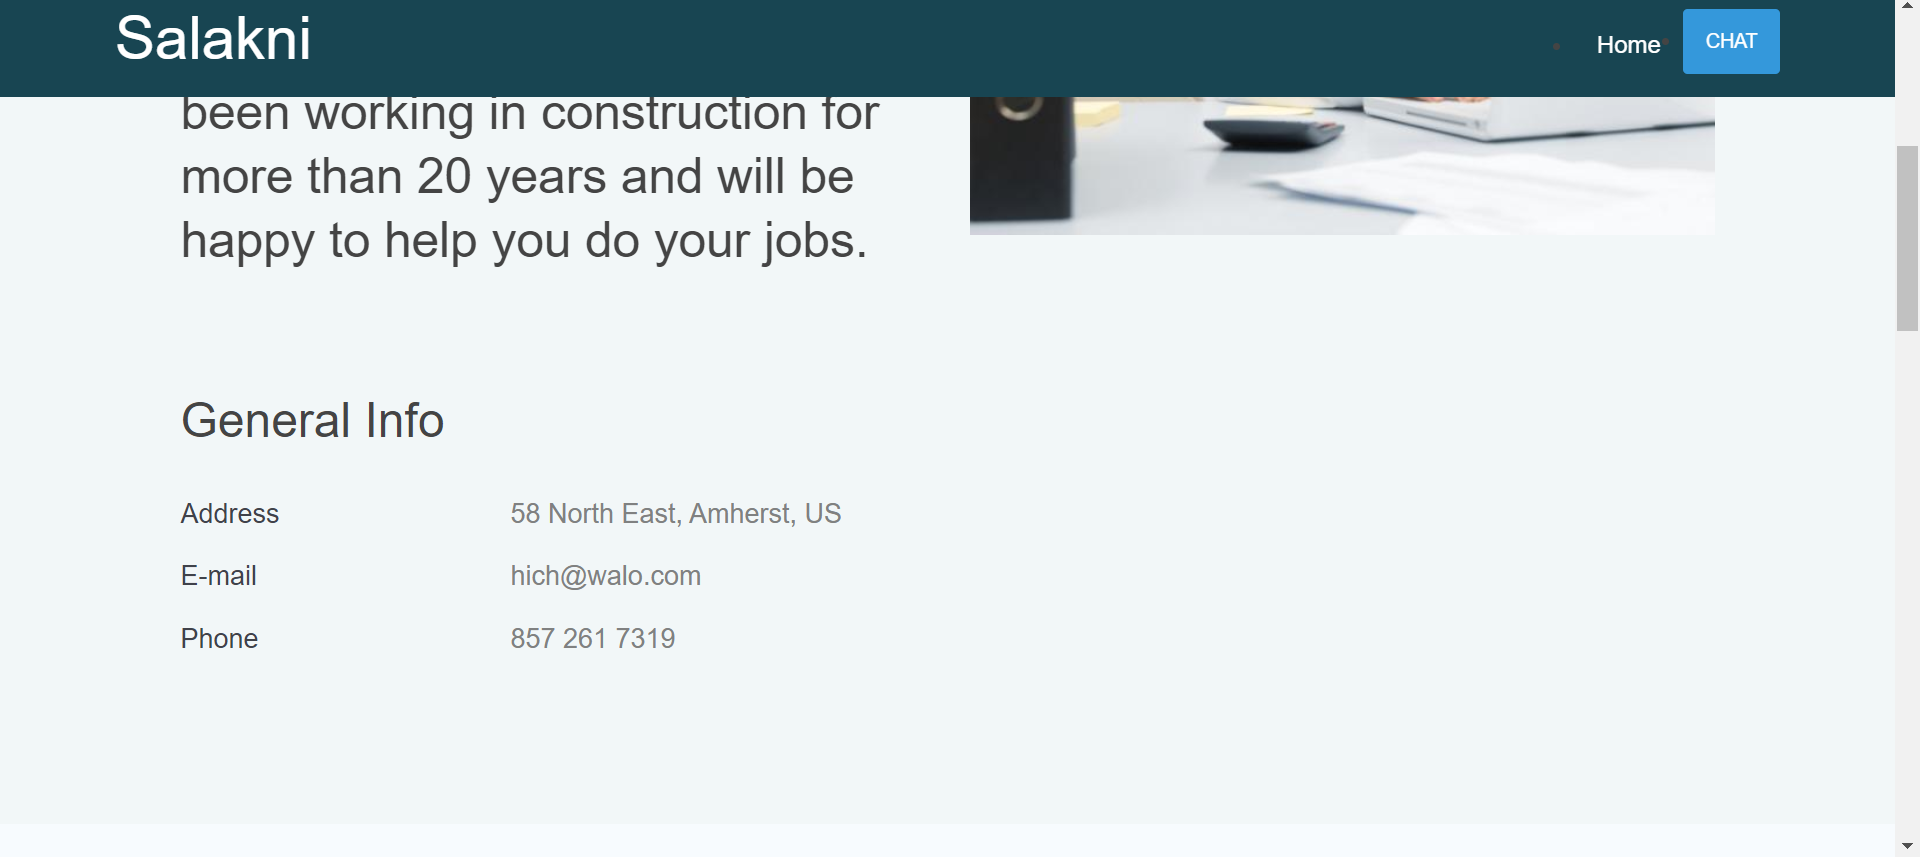 Salakni
Home
CHAT
been working in construction for
more than 20 years and will be
happy to help you do your jobs.
General Info
Address
58 North East, Amherst, US
E-mail
hich@walo.com
Phone
857 261 7319